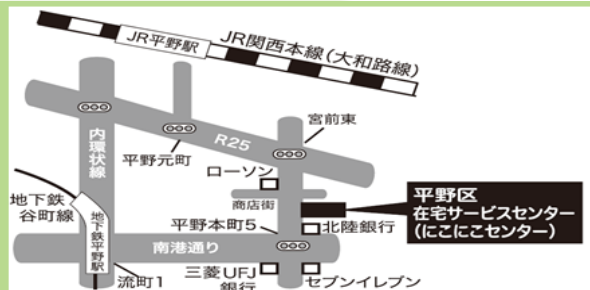 JR平野駅
JR関西本線(大和路線)
宮前東
R25
内環状線
平野元町
ローソン
商店街
地下鉄
谷町線
地下鉄平野駅
平野区
在宅サービスセンター
(にこにこセンター)
平野本町5
北陸銀行
南港通り
流町1
三菱UFJ
銀行
セブンイレブン